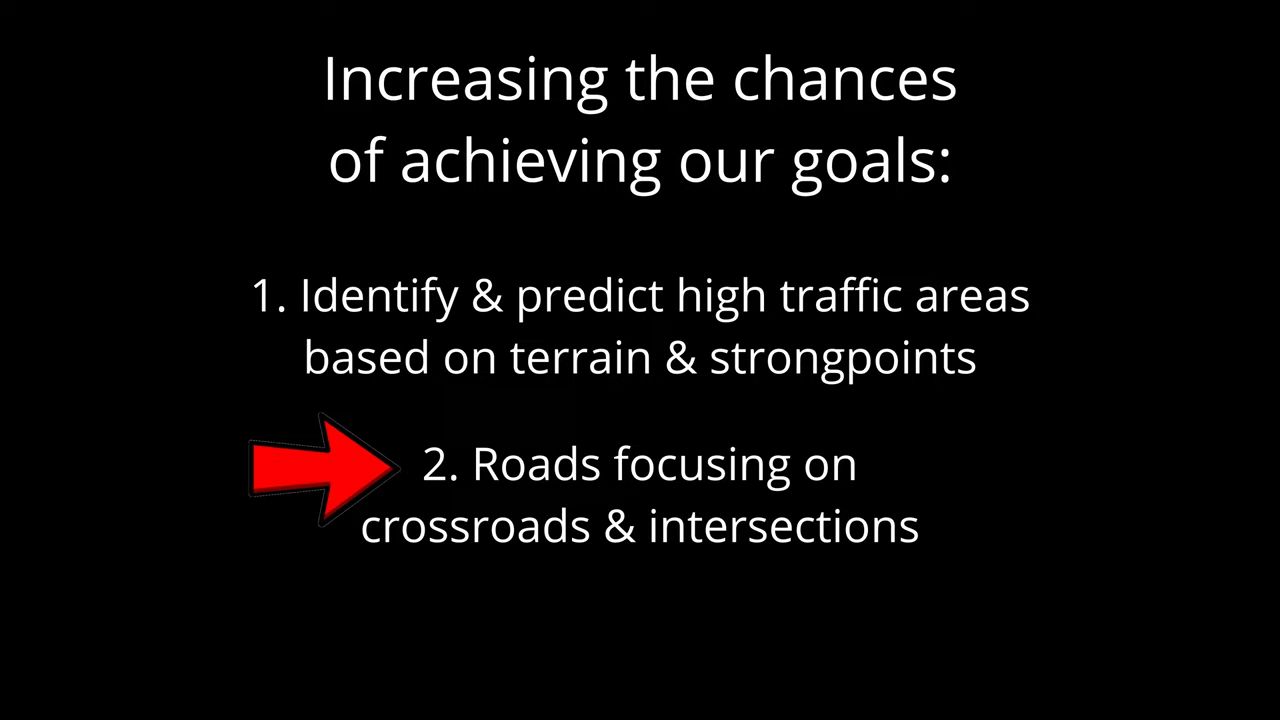 Increasing the chances
of achieving our goals:
1. Identify & predict high traffic areas
based on terrain & strongpoints
2. Roads focusing on
crossroads & intersections